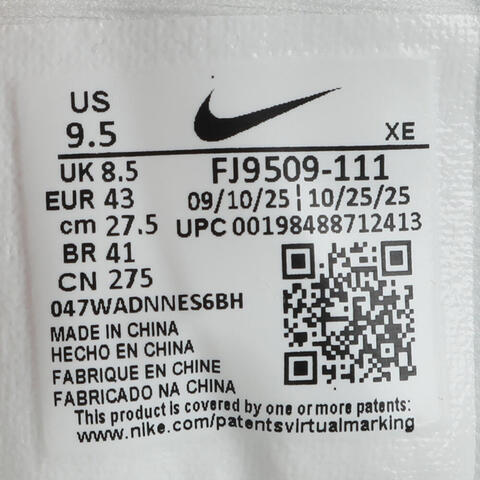 US
9.5
XE
UK 8.5
FJ9509-111
EUR 43
09/10/25 | 10/25/25
cm 27.5
UPC 00198488712413
BR 41
CN 275
047WADNNES6BH
MADE IN CHINA
HECHO EN CHINA
FABRIQUE EN CHINE
FABRICADO NA CHINA
This product is covered by one or more patents:
www.nike.com/patentsvirtualmarking